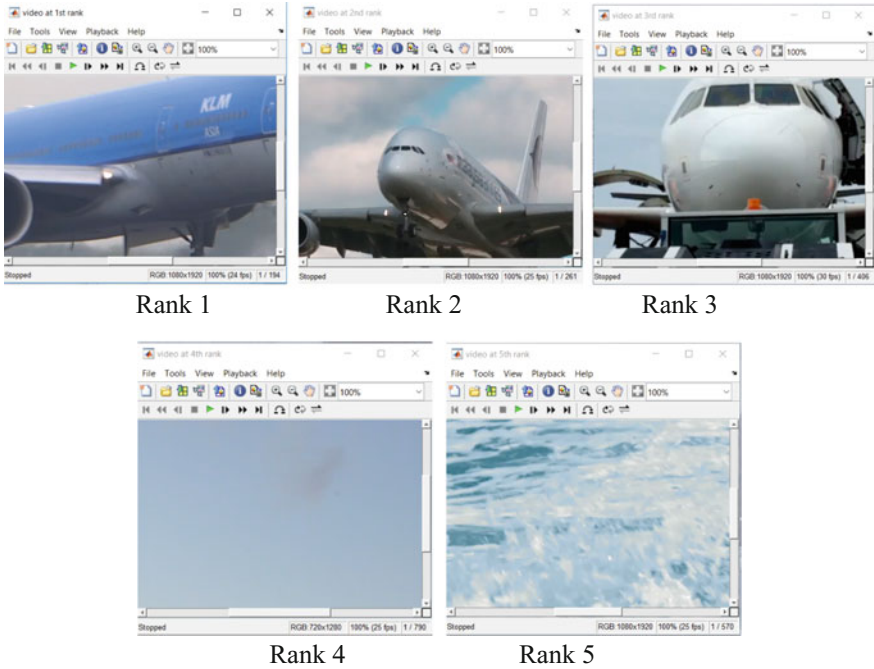 video at 1st rank
File Tools View Playback Help
100%
KLM
Stopped RGB:1080x1920 100% (24 fps) 1 / 194
Rank 1
video at 2nd rank
File Tools View Playback Help
100%
Stopped RGB:1080x1920 100% (25 fps) 1 / 261
Rank 2
video at 3rd rank
File Tools View Playback Help
100%
Stopped RGB:1080x1920 100% (30 fps) 1 / 406
Rank 3
video at 4th rank
File Tools View Playback Help
100%
Stopped RGB:720x1280 100% (25 fps) 1 / 790
Rank 4
video at 5th rank
File Tools View Playback Help
100%
Stopped RGB:1080x1920 100% (25 fps) 1 / 570
Rank 5